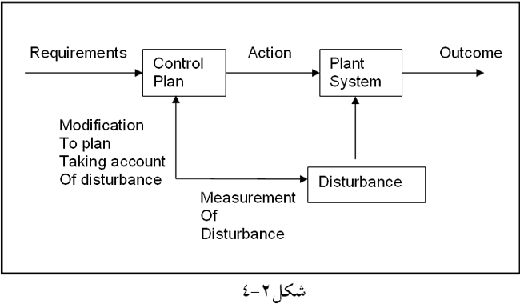 Requirements
Control
Plan
Action
Plant
System
Outcome
Modification
To plan
Taking account
Of disturbance
Measurement
Of
Disturbance
Disturbance
شكل ٢-٤